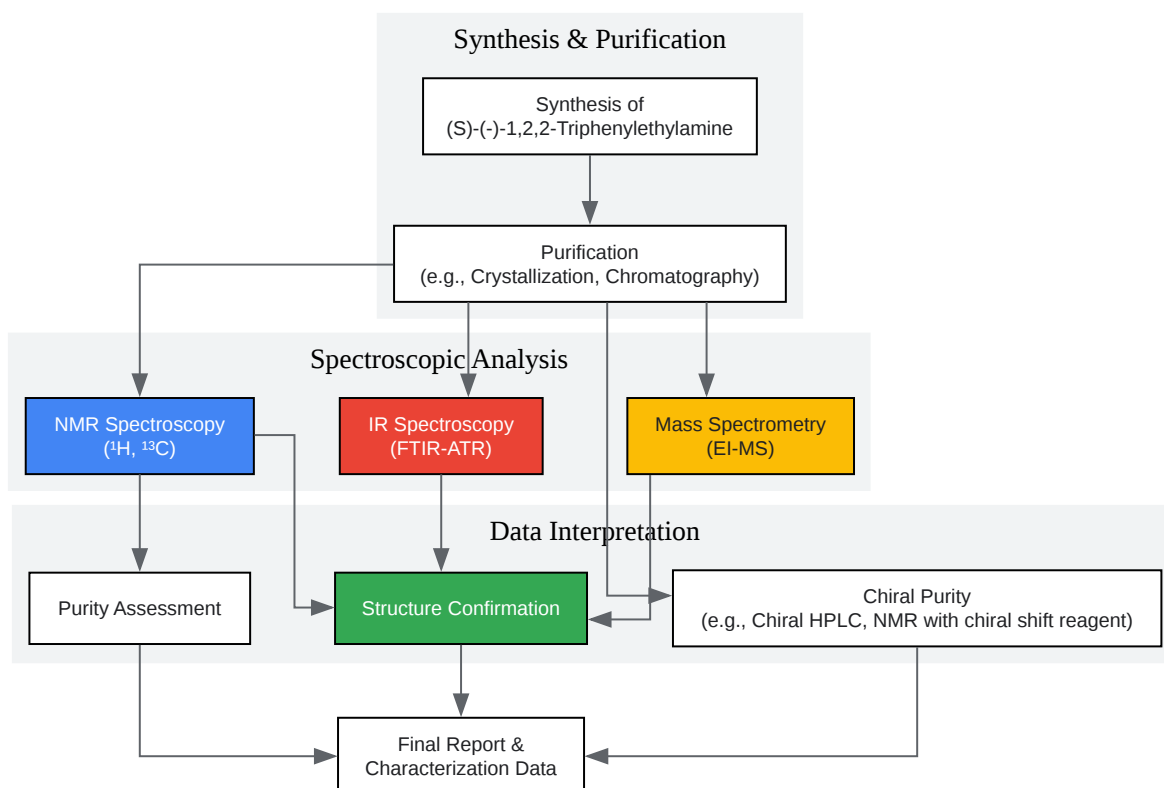 Synthesis & Purification
Synthesis of
(S)-(-)-1,2,2-Triphenylethylamine
Purification
(e.g., Crystallization, Chromatography)
Spectroscopic Analysis
NMR Spectroscopy
(¹H, ¹³C)
IR Spectroscopy
(FTIR-ATR)
Mass Spectrometry
(EI-MS)
Data Interpretation
Purity Assessment
Structure Confirmation
Chiral Purity
(e.g., Chiral HPLC, NMR with chiral shift reagent)
Final Report &
Characterization Data